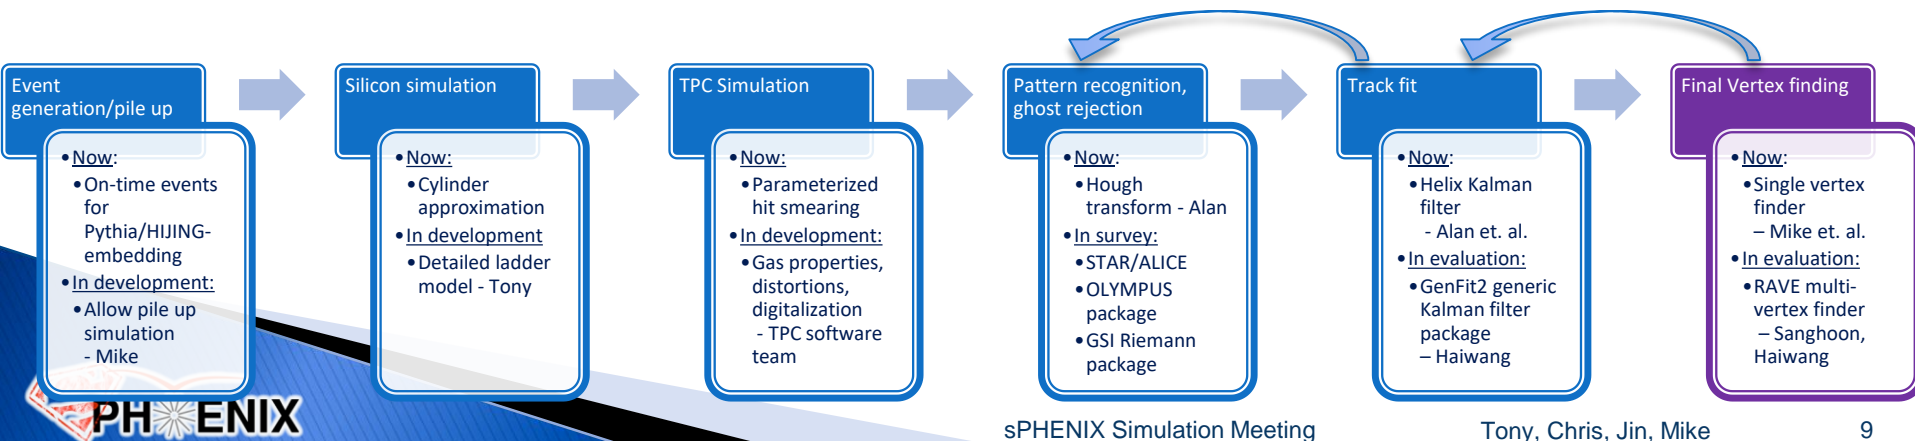 Event
generation/pile up
•Now:
•On-time events
for
Pythia/HIJING-
embedding
•In development:
•Allow pile up
simulation
- Mike
Silicon simulation
•Now:
•Cylinder
approximation
•In development
•Detailed ladder
model - Tony
TPC Simulation
•Now:
•Parameterized
hit smearing
•In development:
•Gas properties,
distortions,
digitalization
- TPC software
team
Pattern recognition,
ghost rejection
•Now:
•Hough
transform - Alan
•In survey:
•STAR/ALICE
•OLYMPUS
package
•GSI Riemann
package
Track fit
•Now:
•Helix Kalman
filter
- Alan et. al.
•In evaluation:
•GenFit2 generic
Kalman filter
package
– Haiwang
Final Vertex finding
•Now:
•Single vertex
finder
– Mike et. al.
•In evaluation:
•RAVE multi-
vertex finder
– Sanghoon,
Haiwang
PHENIX
sPHENIX Simulation Meeting
Tony, Chris, Jin, Mike
9